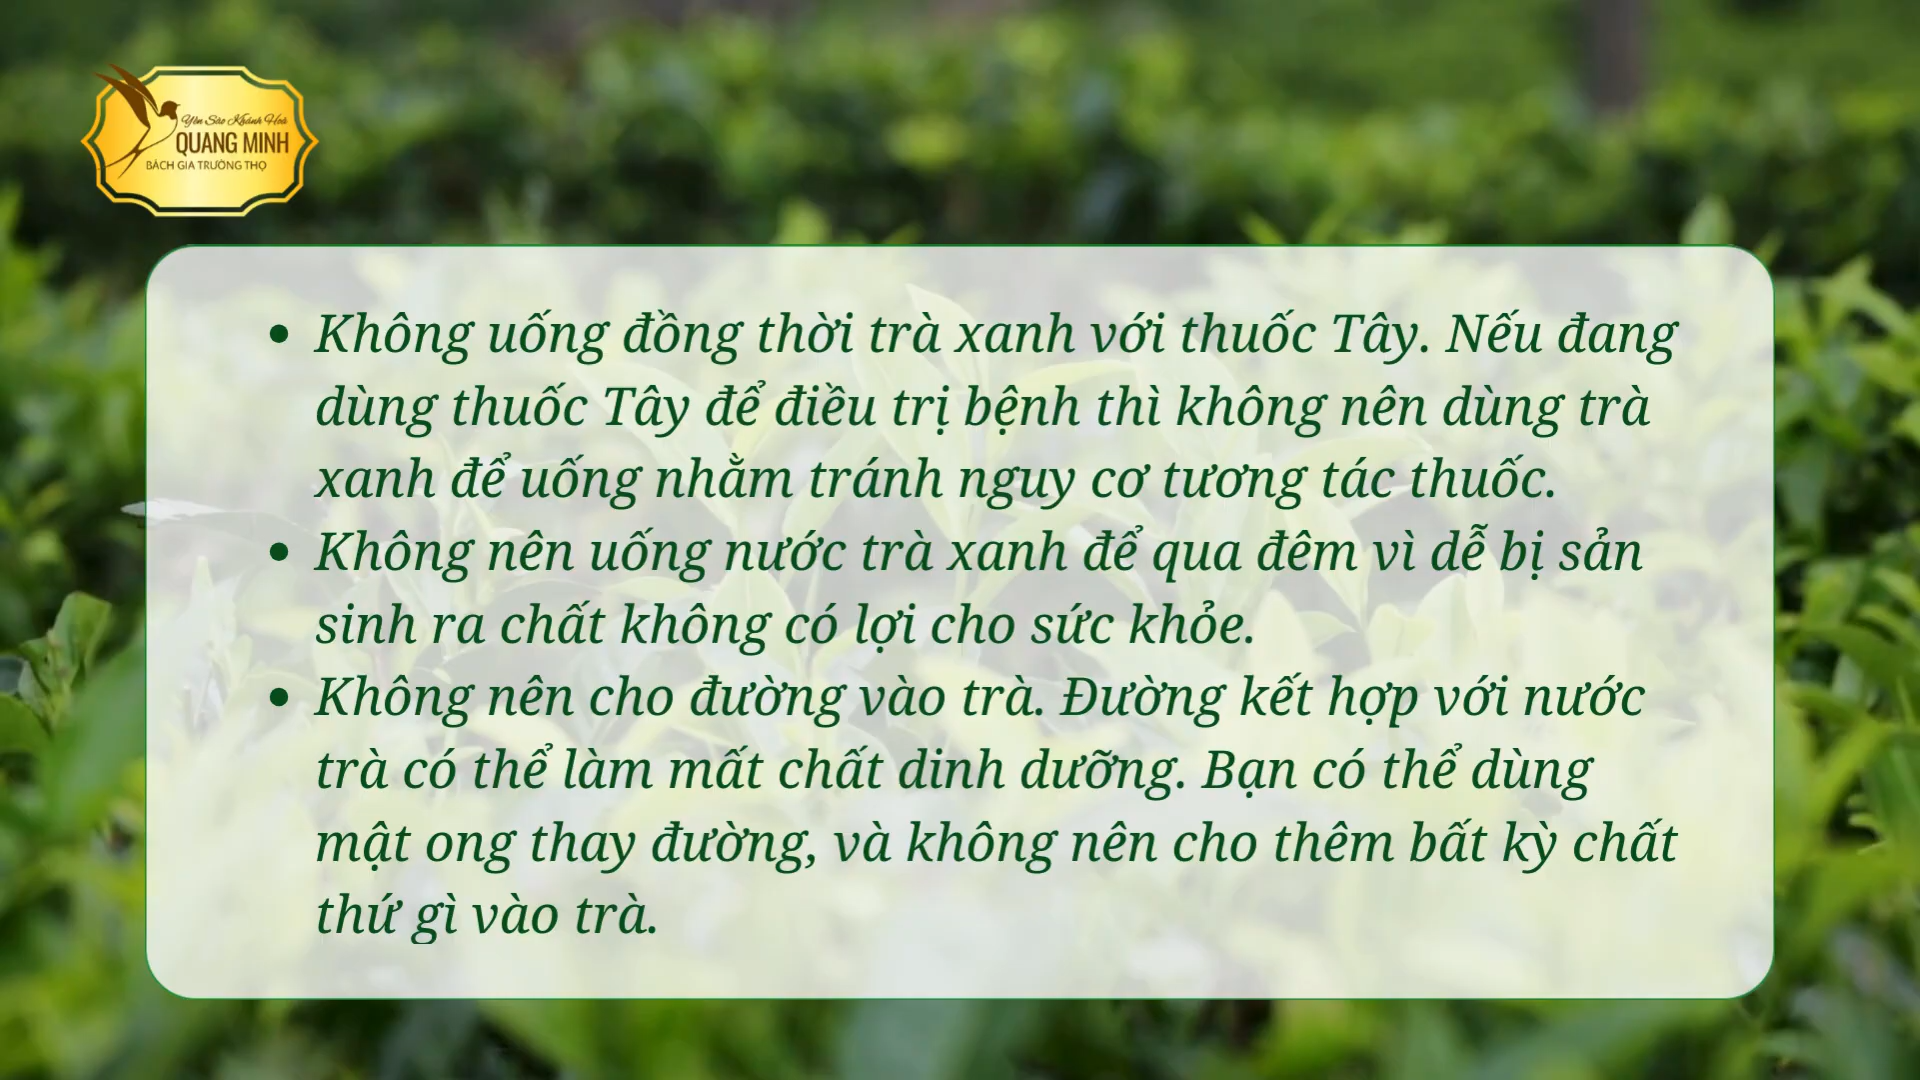 Yến Sào Khánh Hoà
QUANG MINH
BÁCH GIA TRƯỜNG THỌ
• Không uống đồng thời trà xanh với thuốc Tây. Nếu đang
dùng thuốc Tây để điều trị bệnh thì không nên dùng trà
xanh để uống nhằm tránh nguy cơ tương tác thuốc.
• Không nên uống nước trà xanh để qua đêm vì dễ bị sản
sinh ra chất không có lợi cho sức khỏe.
• Không nên cho đường vào trà. Đường kết hợp với nước
trà có thể làm mất chất dinh dưỡng. Bạn có thể dùng
mật ong thay đường, và không nên cho thêm bất kỳ chất
thứ gì vào trà.